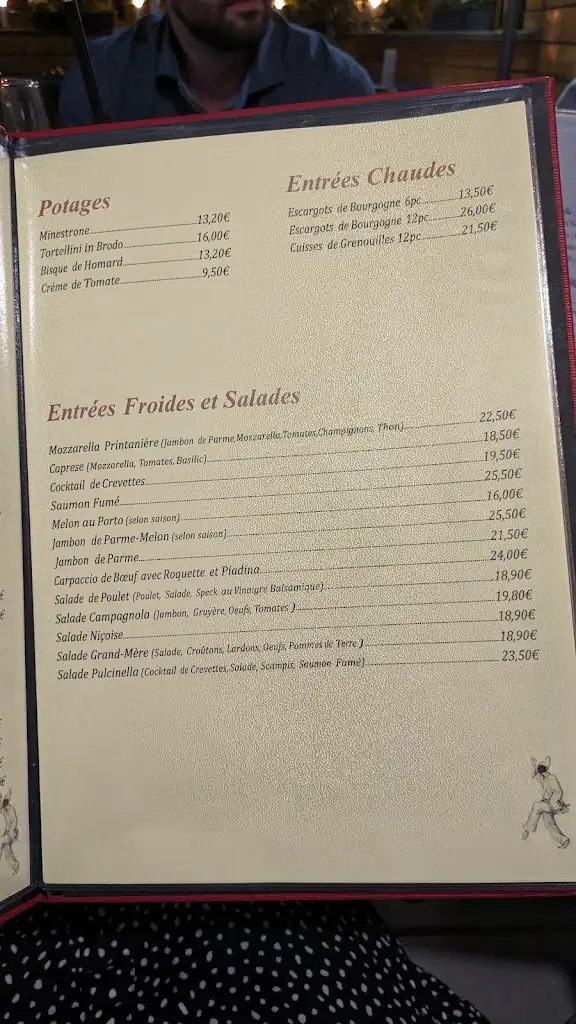 Potages
Minestrone 13,20€
Tortellini in Brodo 16,00€
Bisque de Homard 13,20€
Crème de Tomate 9,50€
Entrées Chaudes
Escargots de Bourgogne 6pc 13,50€
Escargots de Bourgogne 12pc 26,00€
Cuisses de Grenouilles 12pc 21,50€
Entrées Froides et Salades
Mozzarella Printanière (Jambon de Parme,Mozzarella,Tomates,Champignons, Thon) 22,50€
Caprese (Mozzarella, Tomates, Basilic) 18,50€
Cocktail de Crevettes 19,50€
Saumon Fumé 25,50€
Melon au Porto (selon saison) 16,00€
Jambon de Parme-Melon (selon saison) 25,50€
Jambon de Parme 21,50€
Carpaccio de Bœuf avec Roquette et Piadina 24,00€
Salade de Poulet (Poulet, Salade, Speck au Vinaigre Balsamique) 18,90€
Salade Campagnola (Jambon, Gruyère, Oeufs, Tomates ) 19,80€
Salade Niçoise 18,90€
Salade Grand-Mère (Salade, Croûtons, Lardons, Oeufs, Pommes de Terre ) 18,90€
Salade Pulcinella (Cocktail de Crevettes, Salade, Scampis, Saumon Fumé) 23,50€